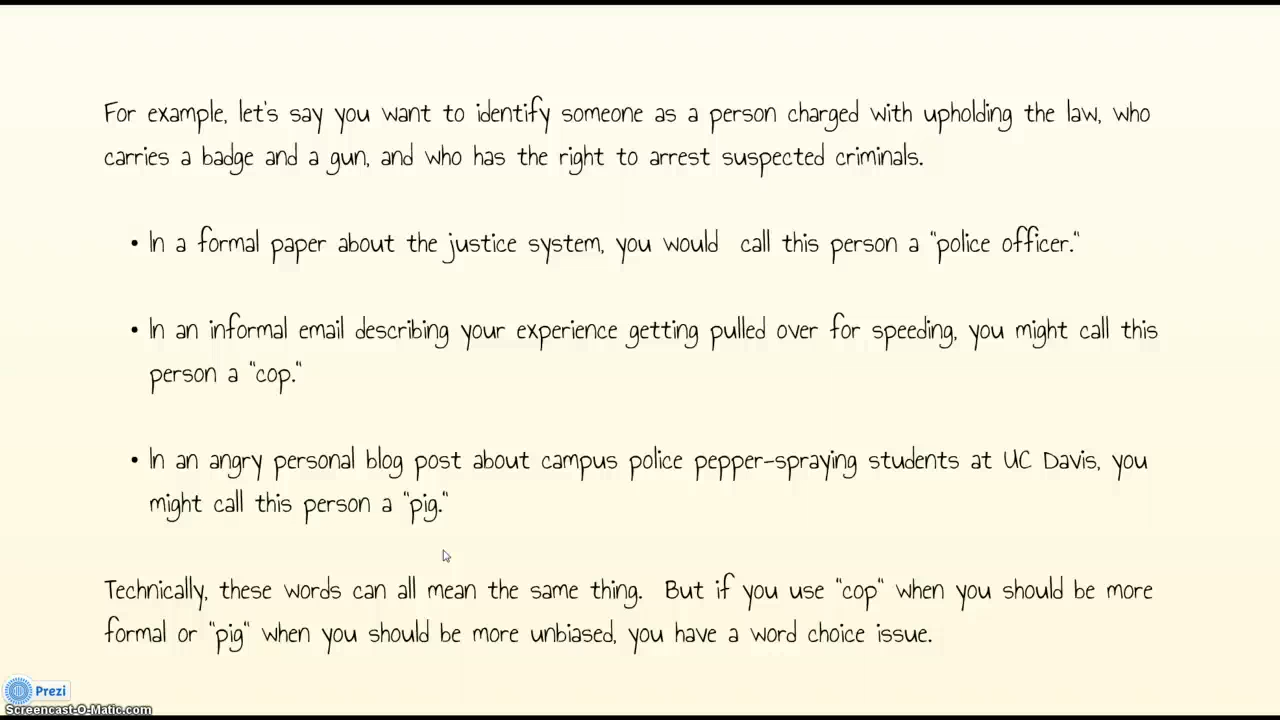 For example, let's say you want to identify someone as a person charged with upholding the law, who
carries a badge and a gun, and who has the right to arrest suspected criminals.
• In a formal paper about the justice system, you would call this person a "police officer."
• In an informal email describing your experience getting pulled over for speeding, you might call this
person a "cop."
• In an angry personal blog post about campus police pepper-spraying students at UC Davis, you
might call this person a "pig."
Technically, these words can all mean the same thing. But if you use "cop" when you should be more
formal or "pig" when you should be more unbiased, you have a word choice issue.
Prezi
Screencast-O-Matic.com